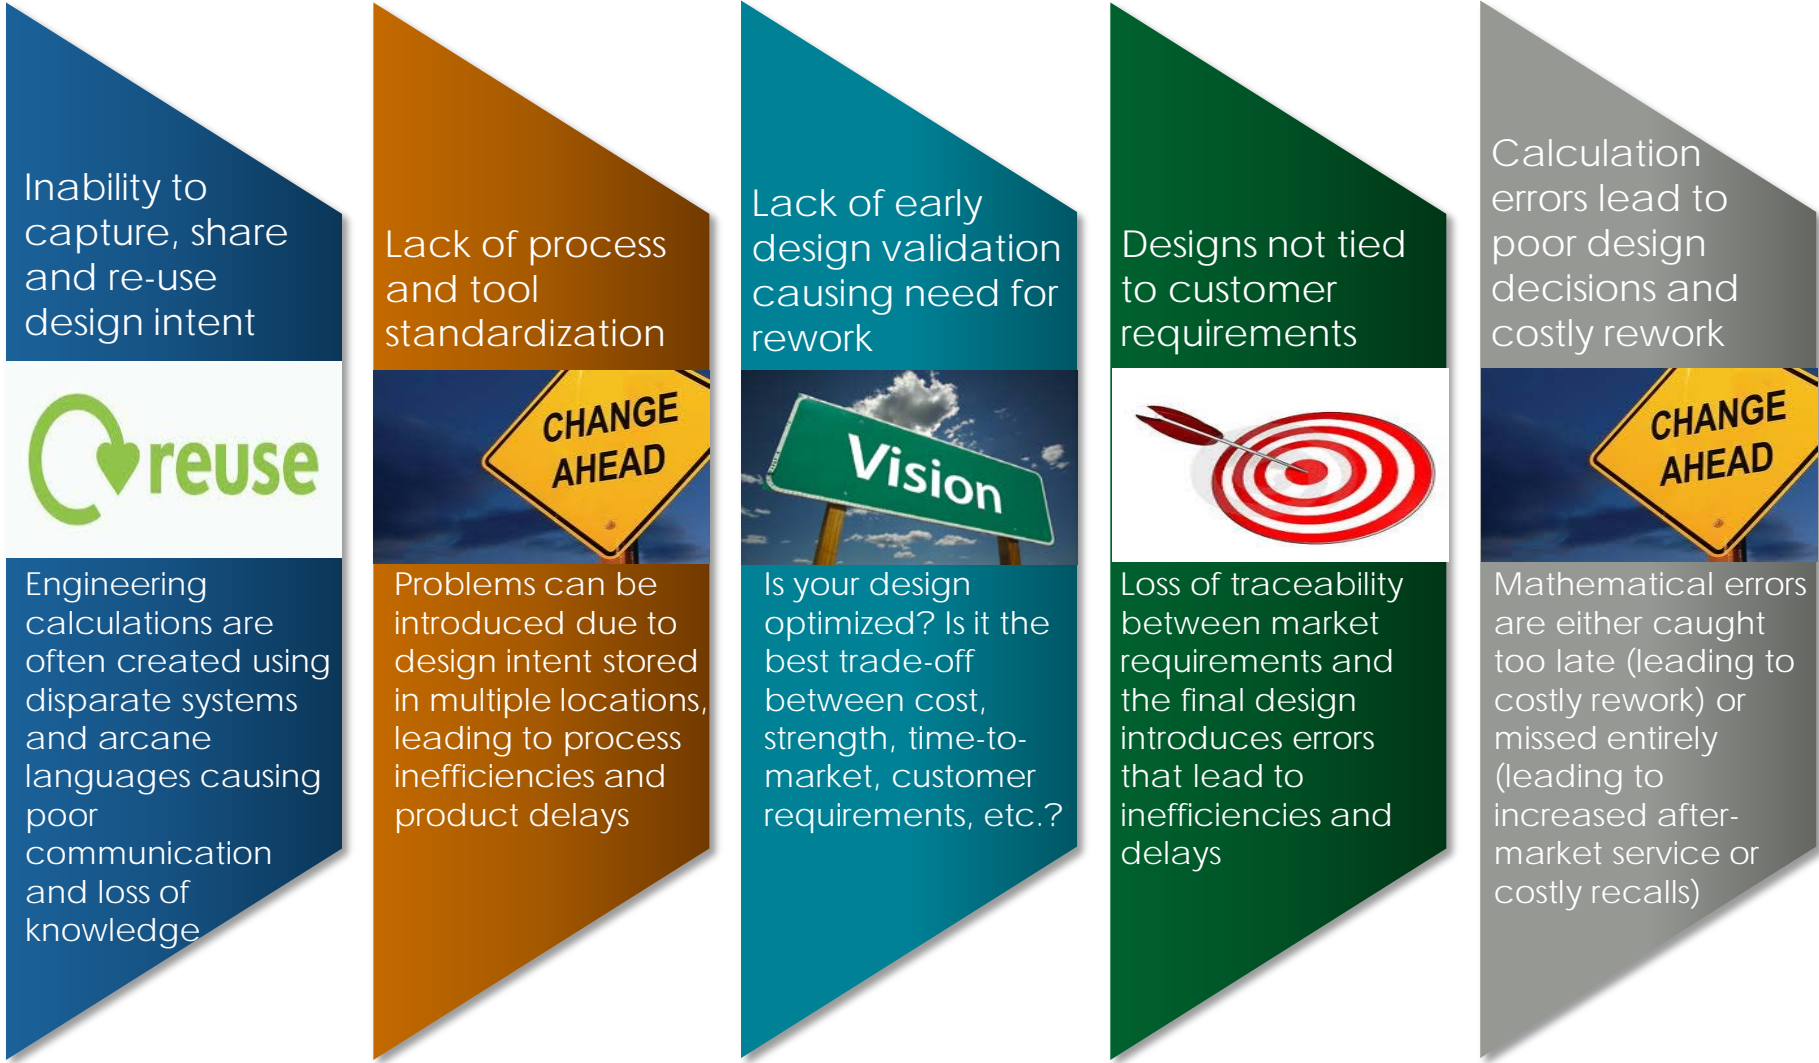 Inability to
capture, share
and re-use
design intent
reuse
Engineering
calculations are
often created using
disparate systems
and arcane
languages causing
poor
communication
and loss of
knowledge
Lack of process
and tool
standardization
CHANGE
AHEAD
Problems can be
introduced due to
design intent stored
in multiple locations,
leading to process
inefficiencies and
product delays
Lack of early
design validation
causing need for
rework
Vision
Is your design
optimized? Is it the
best trade-off
between cost,
strength, time-to-
market, customer
requirements, etc.?
Designs not tied
to customer
requirements
Loss of traceability
between market
requirements and
the final design
introduces errors
that lead to
inefficiencies and
delays
Calculation
errors lead to
poor design
decisions and
costly rework
CHANGE
AHEAD
Mathematical errors
are either caught
too late (leading to
costly rework) or
missed entirely
(leading to
increased after-
market service or
costly recalls)